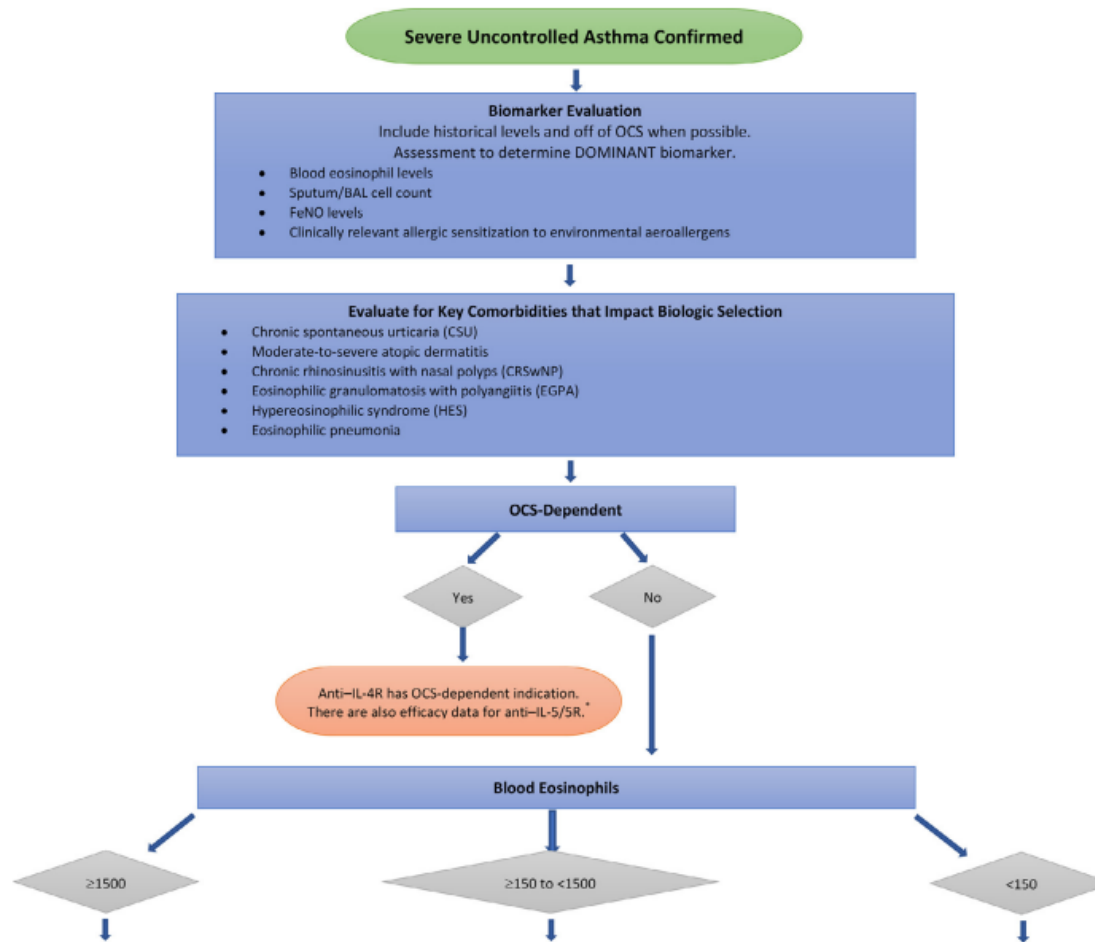 Severe Uncontrolled Asthma Confirmed
Biomarker Evaluation
Include historical levels and off of OCS when possible.
Assessment to determine DOMINANT biomarker.
• Blood eosinophil levels
• Sputum/BAL cell count
• FeNO levels
• Clinically relevant allergic sensitization to environmental aeroallergens
Evaluate for Key Comorbidities that Impact Biologic Selection
• Chronic spontaneous urticaria (CSU)
• Moderate-to-severe atopic dermatitis
• Chronic rhinosinusitis with nasal polyps (CRSwNP)
• Eosinophilic granulomatosis with polyangiitis (EGPA)
• Hypereosinophilic syndrome (HES)
• Eosinophilic pneumonia
OCS-Dependent
Yes
No
Anti–IL-4R has OCS-dependent indication.
There are also efficacy data for anti–IL-5/5R.*
Blood Eosinophils
≥1500
≥150 to <1500
<150